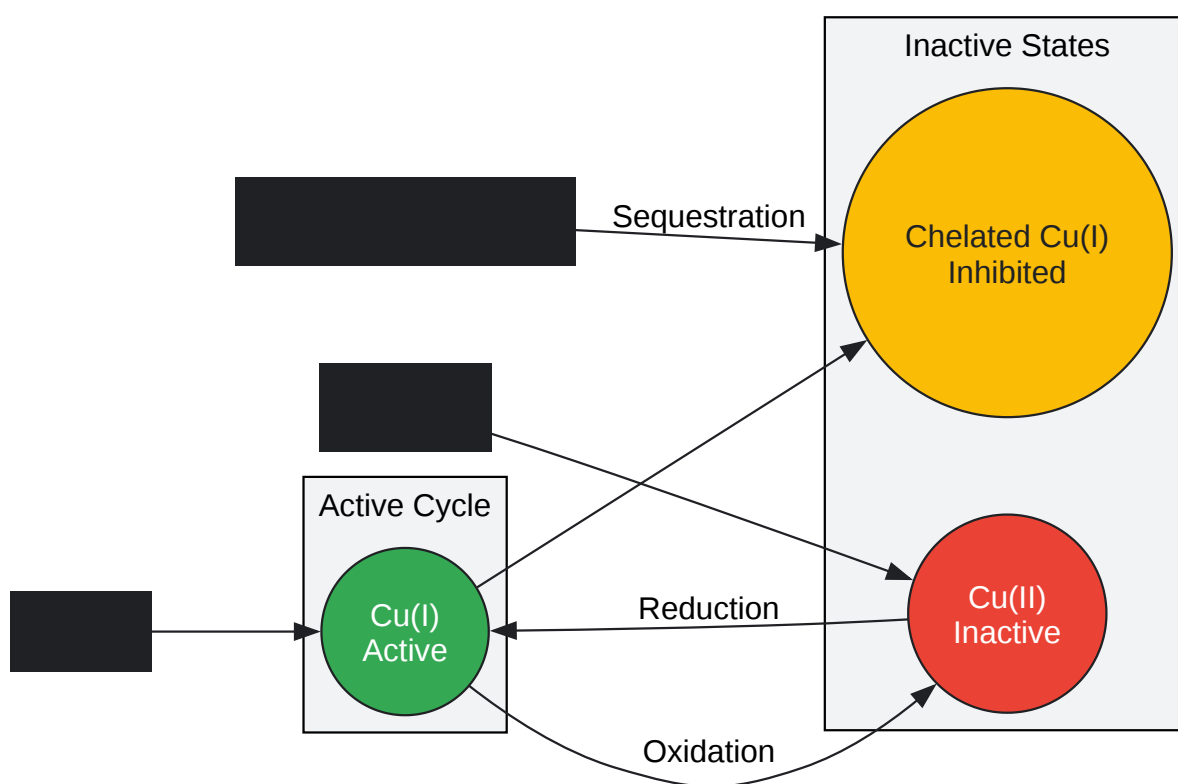 Inactive States
Sequestration
Chelated Cu(I)
Inhibited
Active Cycle
Cu(I)
Active
Reduction
Cu(II)
Inactive
Oxidation